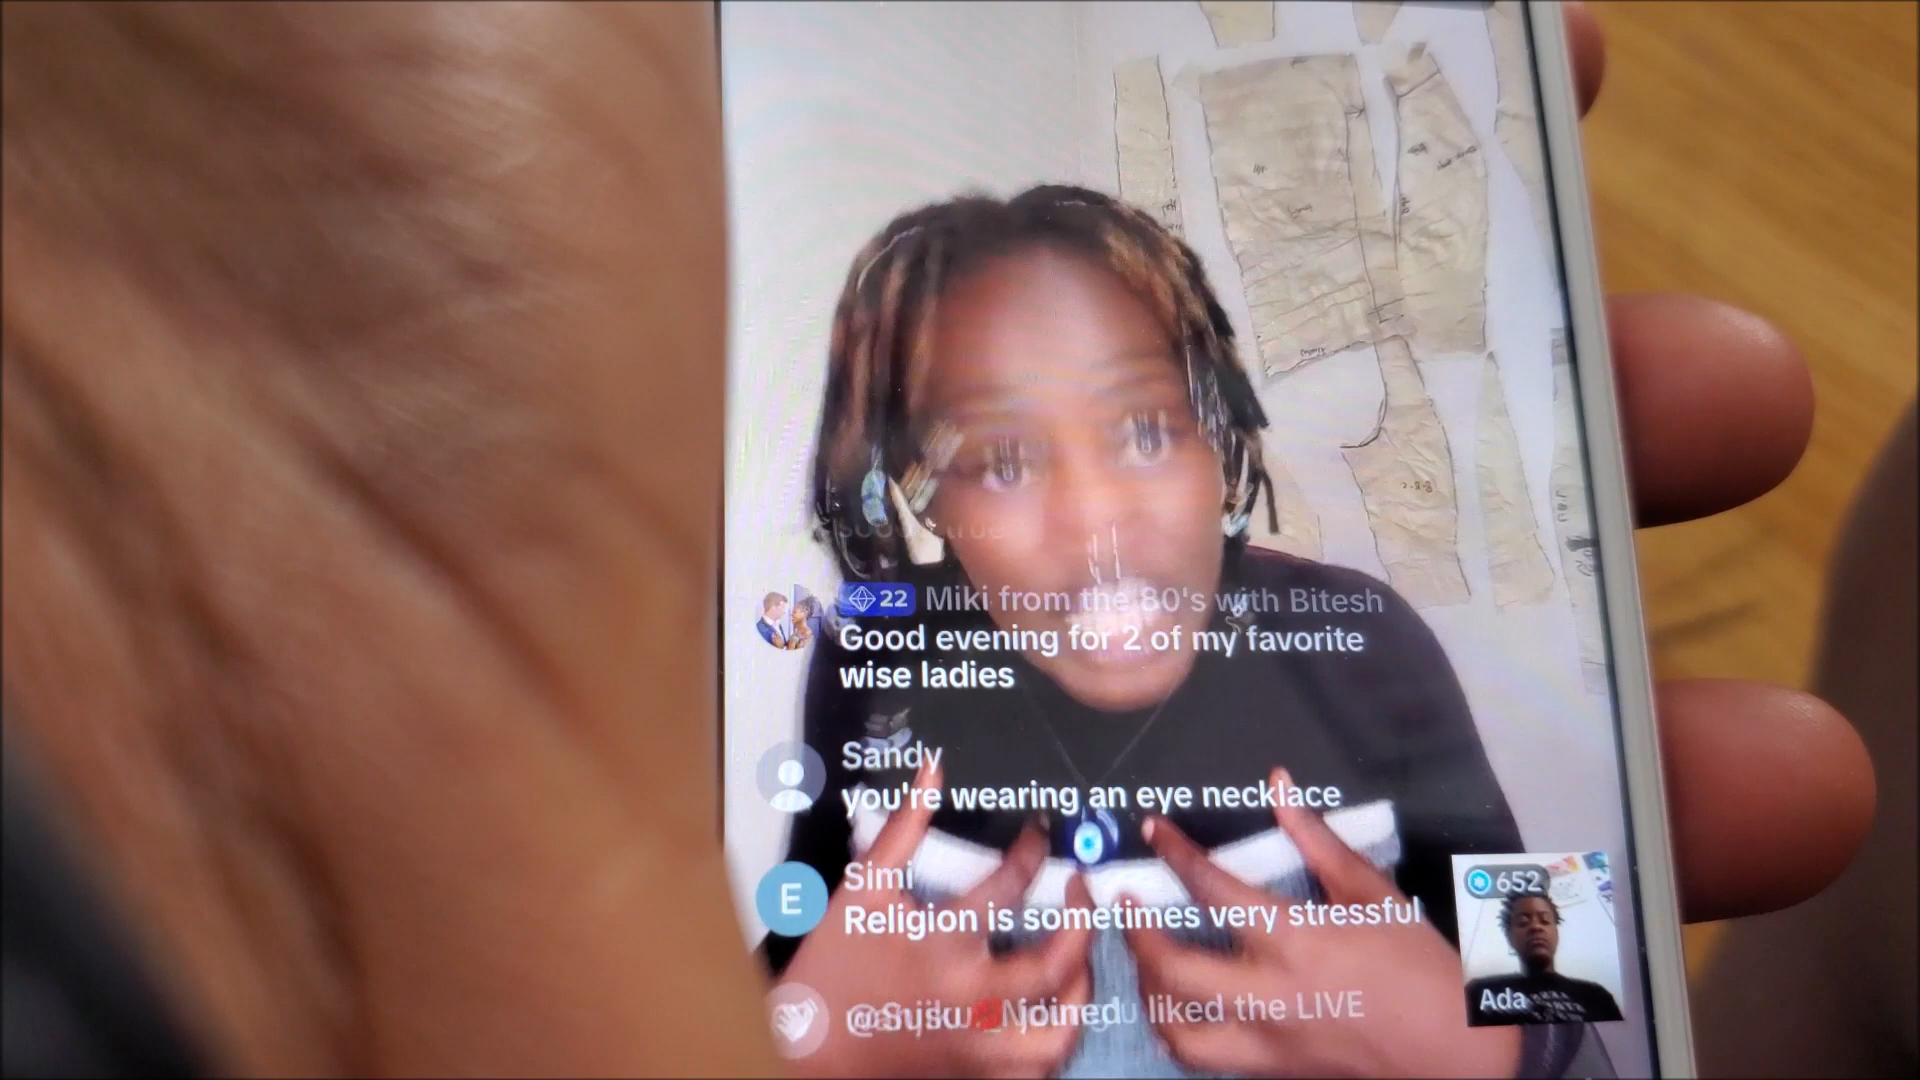 22 Miki from the 80's with Bitesh
Good evening for 2 of my favorite
wise ladies
Sandy
you're wearing an eye necklace
Simi
E
Religion is sometimes very stressful
joined liked the LIVE
652
Ada